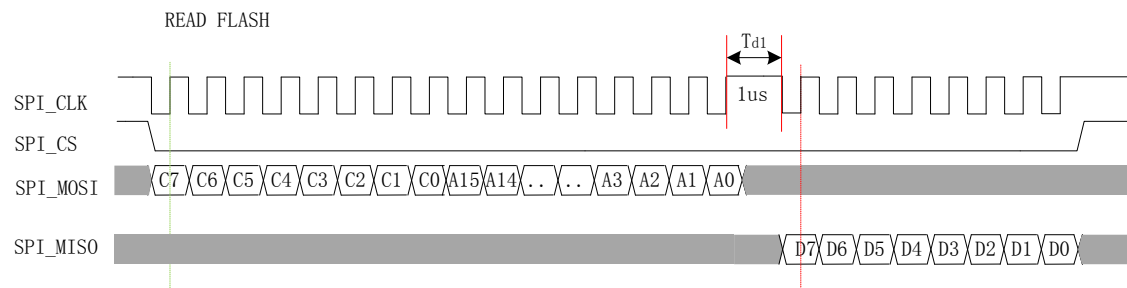 READ FLASH
Td1
SPI_CLK
1us
SPI_CS
SPI_MOSI C7 C6 C5 C4 C3 C2 C1 C0 A15 A14 .. .. A3 A2 A1 A0
SPI_MISO D7 D6 D5 D4 D3 D2 D1 D0